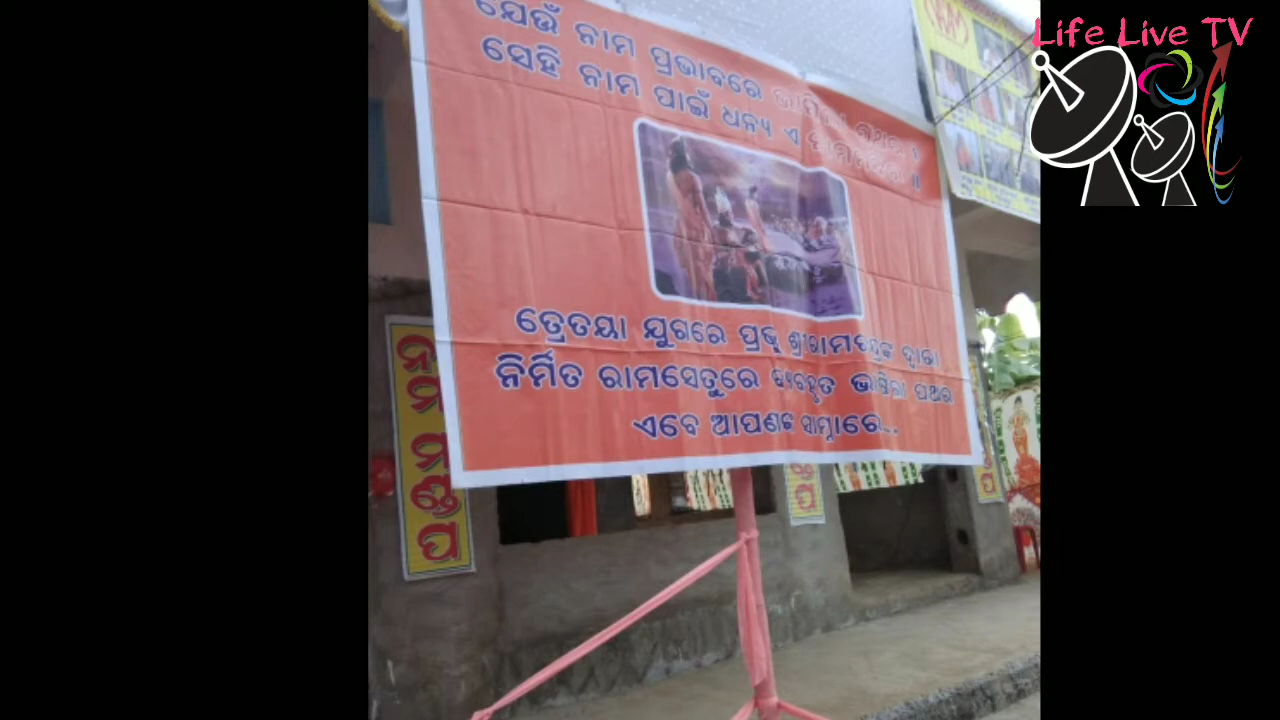 Life Live TV
ଯେଉଁ ନାମ ପ୍ରଭାବରେ
ସେହି ନାମ ପାଇଁ ଧନ୍ୟ ଏ
ତ୍ରେତୟା ଯୁଗରେ ପ୍ରଭୁ ଶ୍ରୀରାମଚନ୍ଦ୍ରଙ୍କ ଦ୍ୱାରା
ନିର୍ମିତ ରାମସେତୁରେ ବ୍ୟବହୃତ ଭାସିଲା ପଥର
ଏବେ ଆପଣଙ୍କ ସାମ୍ନାରେ...
ମଣ୍ଡପ